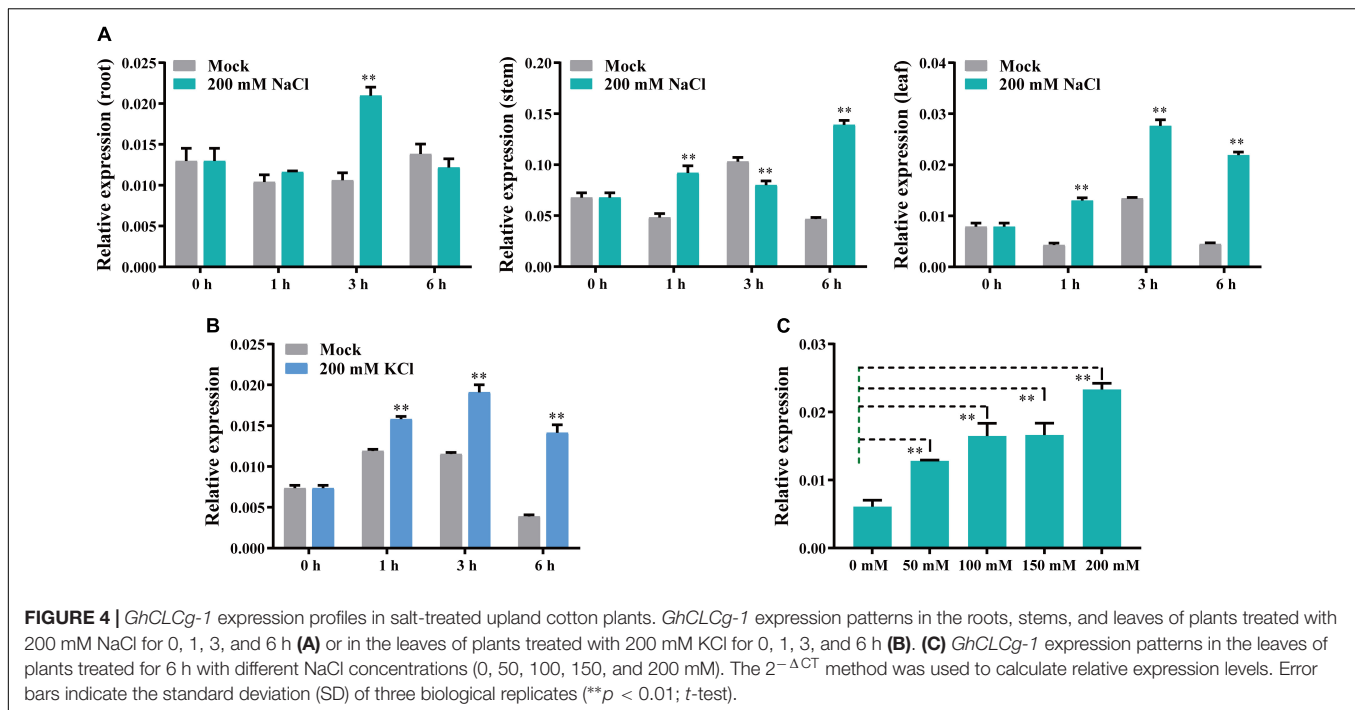 A
Relative expression (root)
0.025
0.020
0.015
0.010
0.005
0.000
Mock
200 mM NaCl
**
0 h 1 h 3 h 6 h
Relative expression (stem)
0.20
0.15
0.10
0.05
0.00
Mock
200 mM NaCl
** ** **
0 h 1 h 3 h 6 h
Relative expression (leaf)
0.04
0.03
0.02
0.01
0.00
Mock
200 mM NaCl
** ** **
0 h 1 h 3 h 6 h
B
Relative expression
0.025
0.020
0.015
0.010
0.005
0.000
Mock
200 mM KCl
** ** **
0 h 1 h 3 h 6 h
C
Relative expression
0.03
0.02
0.01
0.00
** ** ** **
0 mM 50 mM 100 mM 150 mM 200 mM
FIGURE 4 | GhCLCg-1 expression profiles in salt-treated upland cotton plants. GhCLCg-1 expression patterns in the roots, stems, and leaves of plants treated with
200 mM NaCl for 0, 1, 3, and 6 h (A) or in the leaves of plants treated with 200 mM KCl for 0, 1, 3, and 6 h (B). (C) GhCLCg-1 expression patterns in the leaves of
plants treated for 6 h with different NaCl concentrations (0, 50, 100, 150, and 200 mM). The 2−ΔCT method was used to calculate relative expression levels. Error
bars indicate the standard deviation (SD) of three biological replicates (**p < 0.01; t-test).